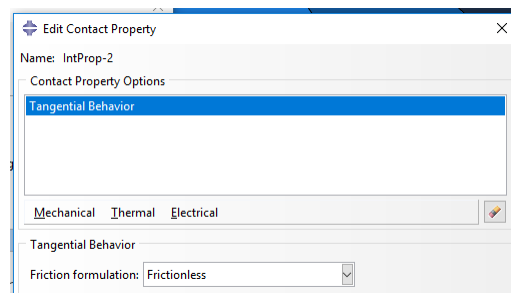 Edit Contact Property
Name: IntProp-2
Contact Property Options
Tangential Behavior
Mechanical Thermal Electrical
Tangential Behavior
Friction formulation: Frictionless